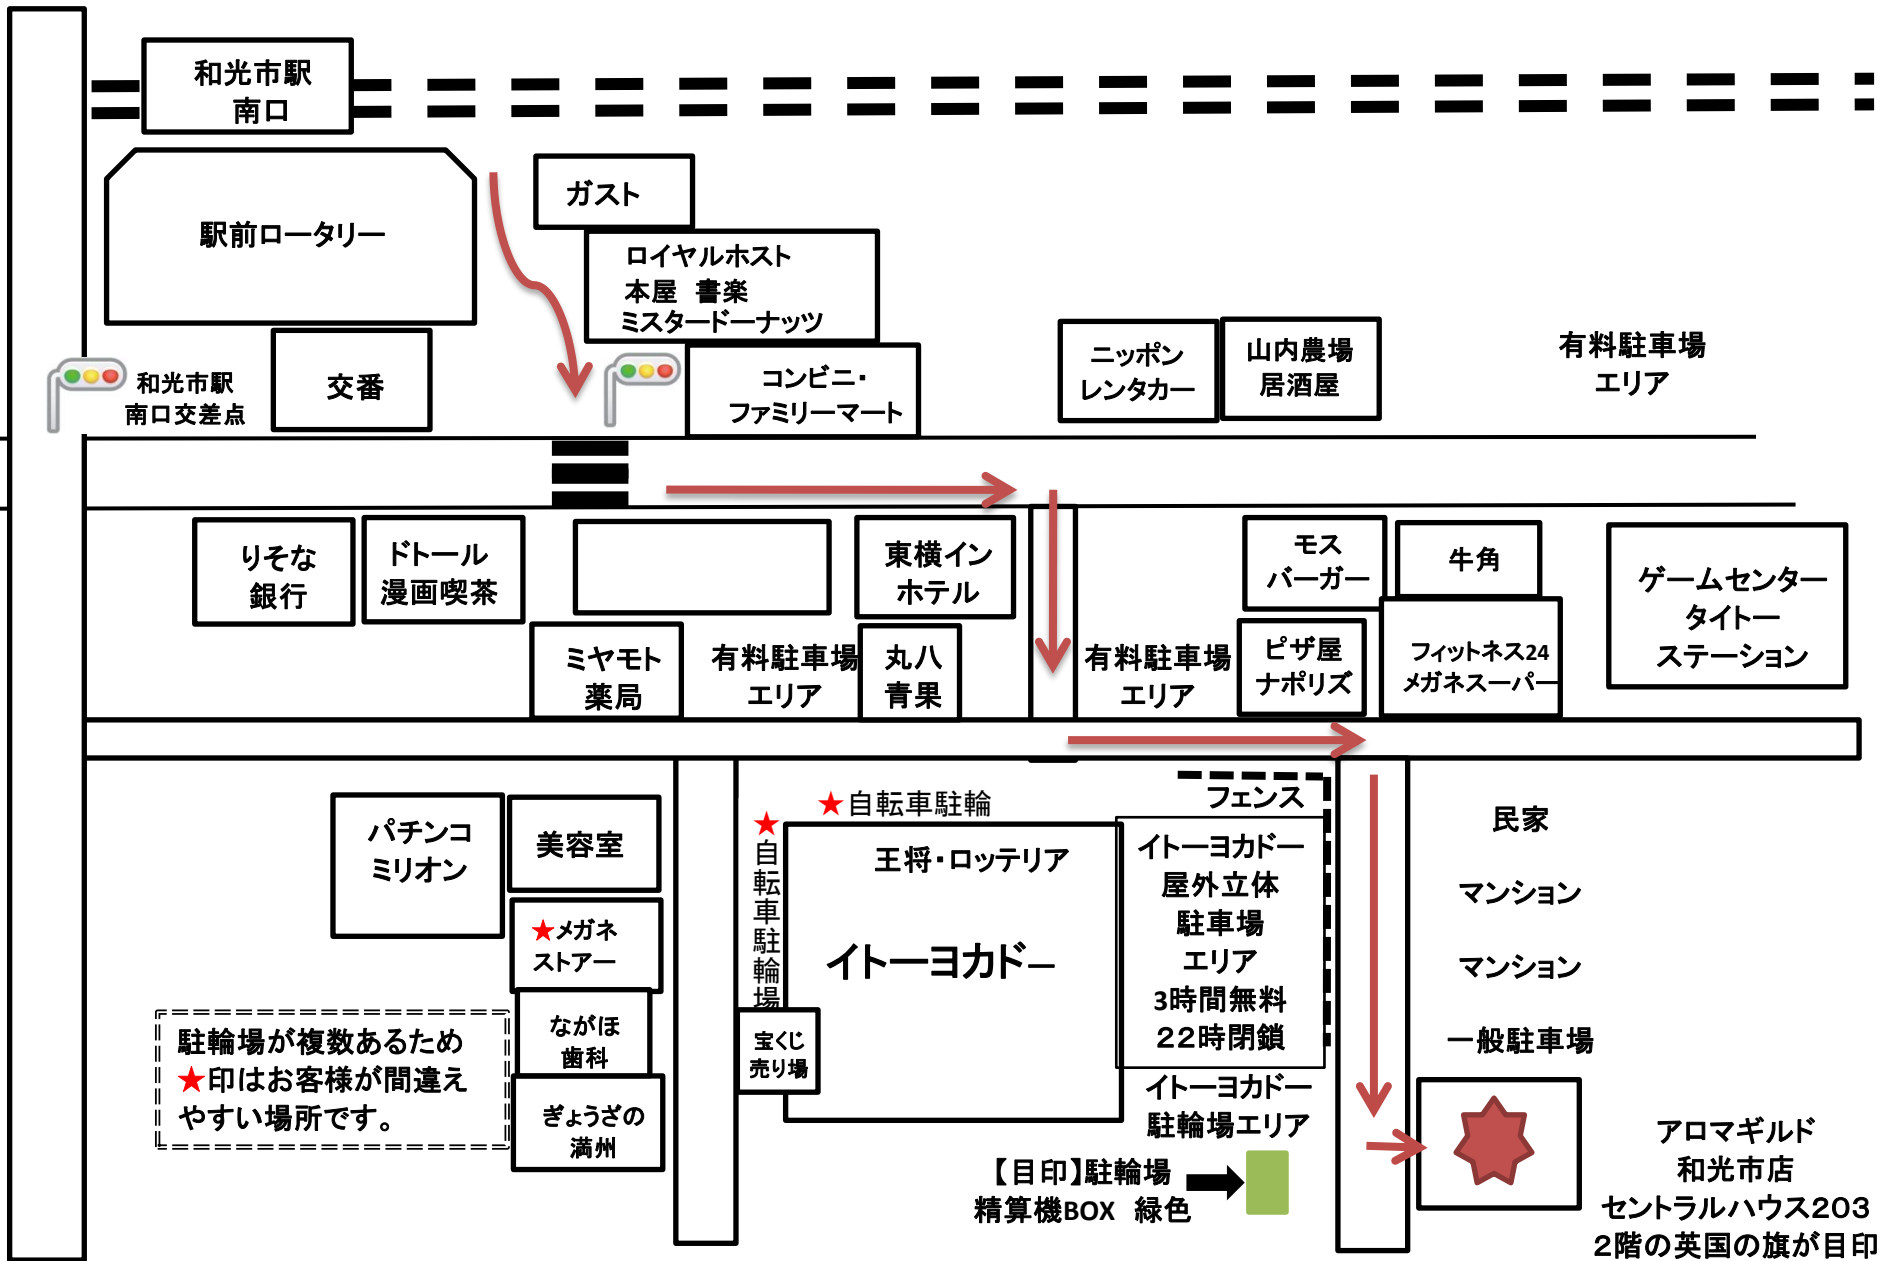 和光市駅
南口
駅前ロータリー
ガスト
ロイヤルホスト
本屋　書楽
ミスタードーナッツ
和光市駅
南口交差点
交番
コンビニ・
ファミリーマート
ニッポン
レンタカー
山内農場
居酒屋
有料駐車場
エリア
りそな
銀行
ドトール
漫画喫茶
東横イン
ホテル
ミヤモト
薬局
有料駐車場
エリア
丸八
青果
有料駐車場
エリア
モス
バーガー
牛角
ピザ屋
ナポリズ
フィットネス24
メガネスーパー
ゲームセンター
タイトー
ステーション
パチンコ
ミリオン
美容室
★メガネ
ストアー
ながほ
歯科
ぎょうざの
満州
駐輪場が複数あるため
★印はお客様が間違え
やすい場所です。
★自転車駐輪場
★自転車駐輪
王将・ロッテリア
イトーヨカドー
宝くじ
売り場
フェンス
イトーヨカドー
屋外立体
駐車場
エリア
3時間無料
２２時閉鎖
イトーヨカドー
駐輪場エリア
【目印】駐輪場
精算機BOX　緑色
民家
マンション
マンション
一般駐車場
アロマギルド
和光市店
セントラルハウス２０３
２階の英国の旗が目印